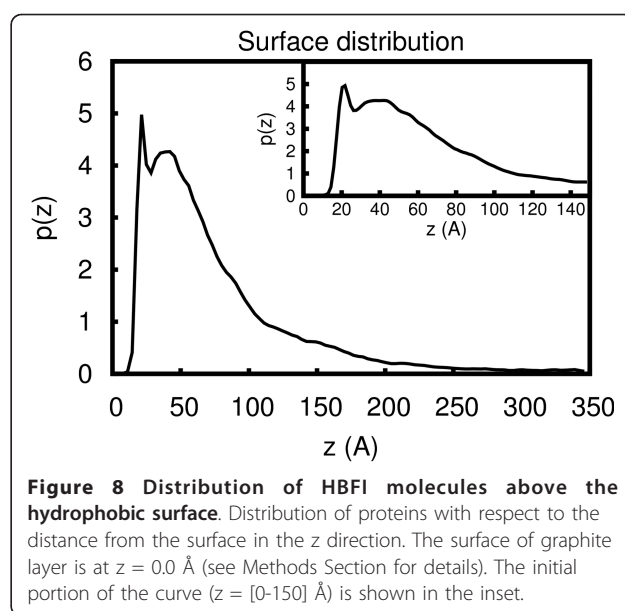 Surface distribution
6
5
4
3
2
1
0
p(z)
0 50 100 150 200 250 300 350
z (A)
5
4
3
2
1
0
p(z)
0 20 40 60 80 100 120 140
z (A)
Figure 8 Distribution of HBFI molecules above the
hydrophobic surface. Distribution of proteins with respect to the
distance from the surface in the z direction. The surface of graphite
layer is at z = 0.0 Å (see Methods Section for details). The initial
portion of the curve (z = [0-150] Å) is shown in the inset.